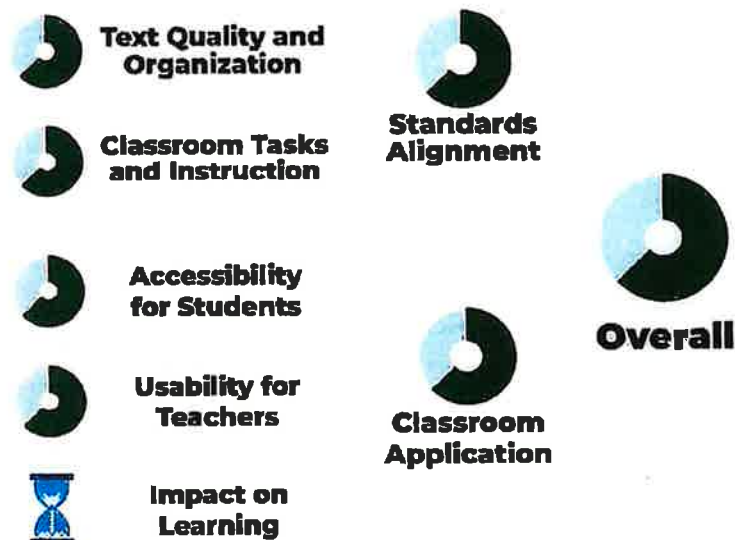 Text Quality and
Organization
Classroom Tasks
and Instruction
Accessibility
for Students
Usability for
Teachers
Impact on
Learning
Standards
Alignment
Classroom
Application
Overall